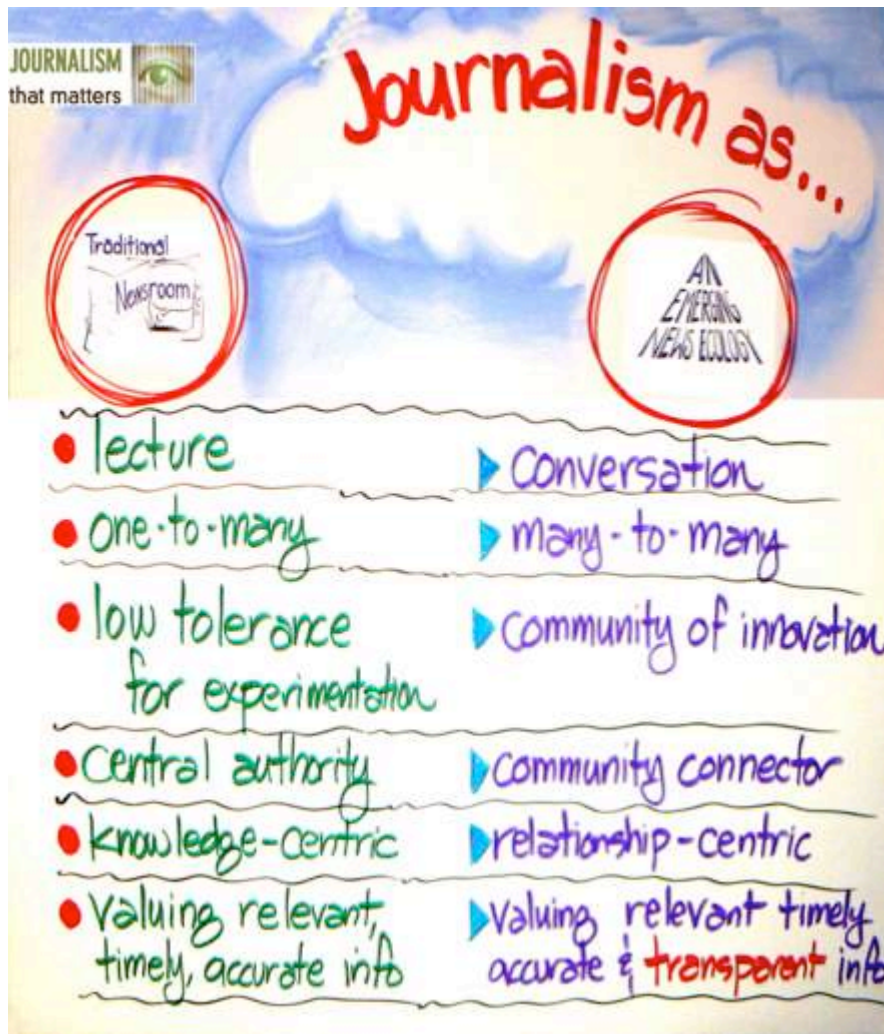 JOURNALISM
that matters
Journalism as...
Traditional
Newsroom
AN
EMERGING
NEWS ECOLOGY
lecture
conversation
one-to-many
many-to-many
low tolerance
for experimentation
community of innovation
central authority
community connector
knowledge-centric
relationship-centric
valuing relevant,
timely, accurate info
valuing relevant timely
accurate & transparent info